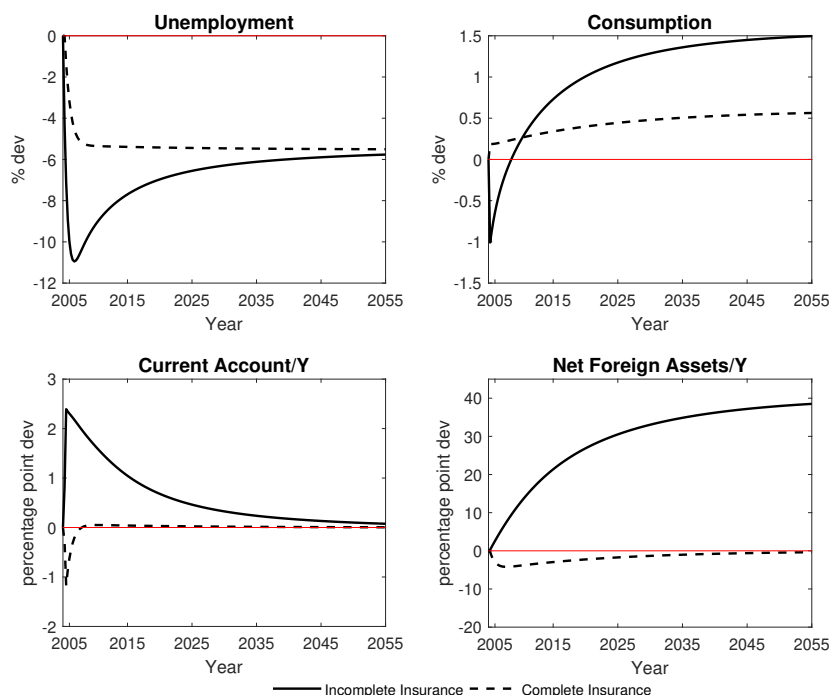 Unemployment
% dev
0
-2
-4
-6
-8
-10
-12
2005 2015 2025 2035 2045 2055
Year
Consumption
% dev
1.5
1
0.5
0
-0.5
-1
-1.5
2005 2015 2025 2035 2045 2055
Year
Current Account/Y
percentage point dev
3
2
1
0
-1
-2
2005 2015 2025 2035 2045 2055
Year
Net Foreign Assets/Y
percentage point dev
40
30
20
10
0
-10
-20
2005 2015 2025 2035 2045 2055
Year
Incomplete Insurance Complete Insurance